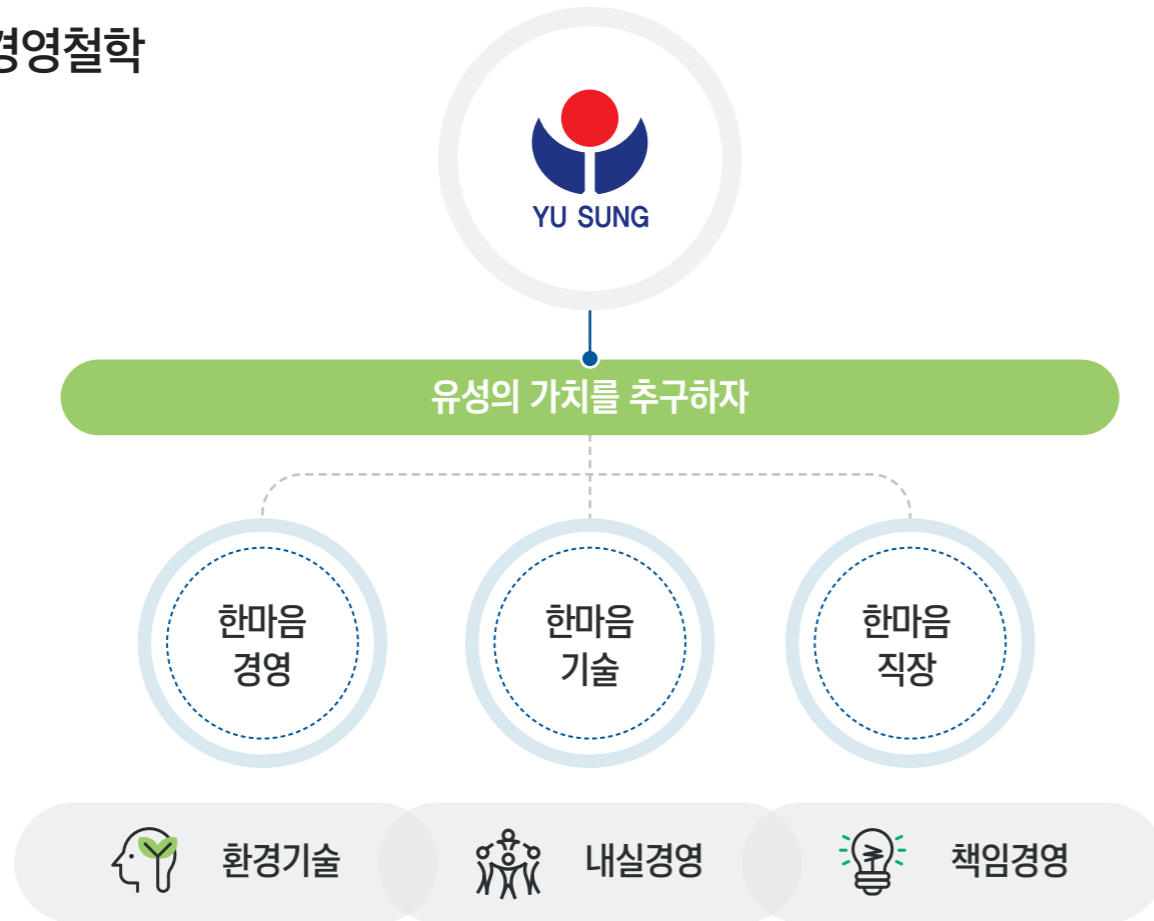 경영철학
YU SUNG
유성의 가치를 추구하자
한마음
경영
한마음
기술
한마음
직장
환경기술
내실경영
책임경영